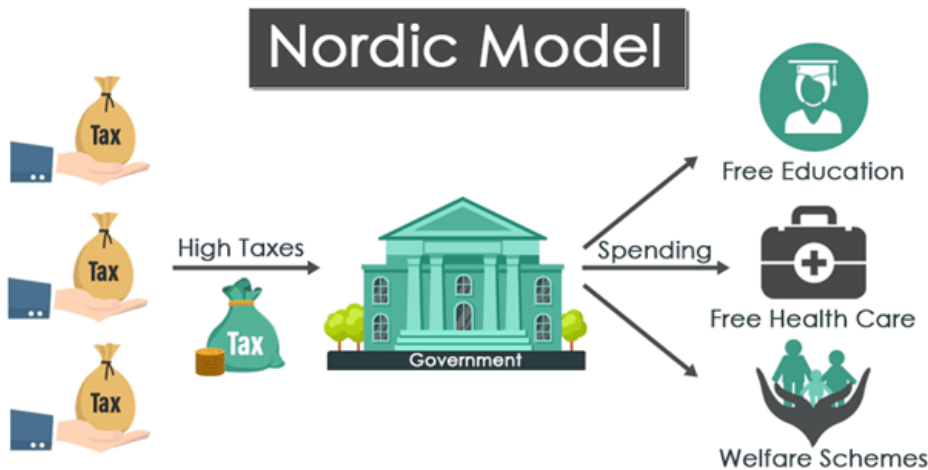 Nordic Model
Tax
Tax
Tax
High Taxes
Tax
Government
Spending
Free Education
Free Health Care
Welfare Schemes